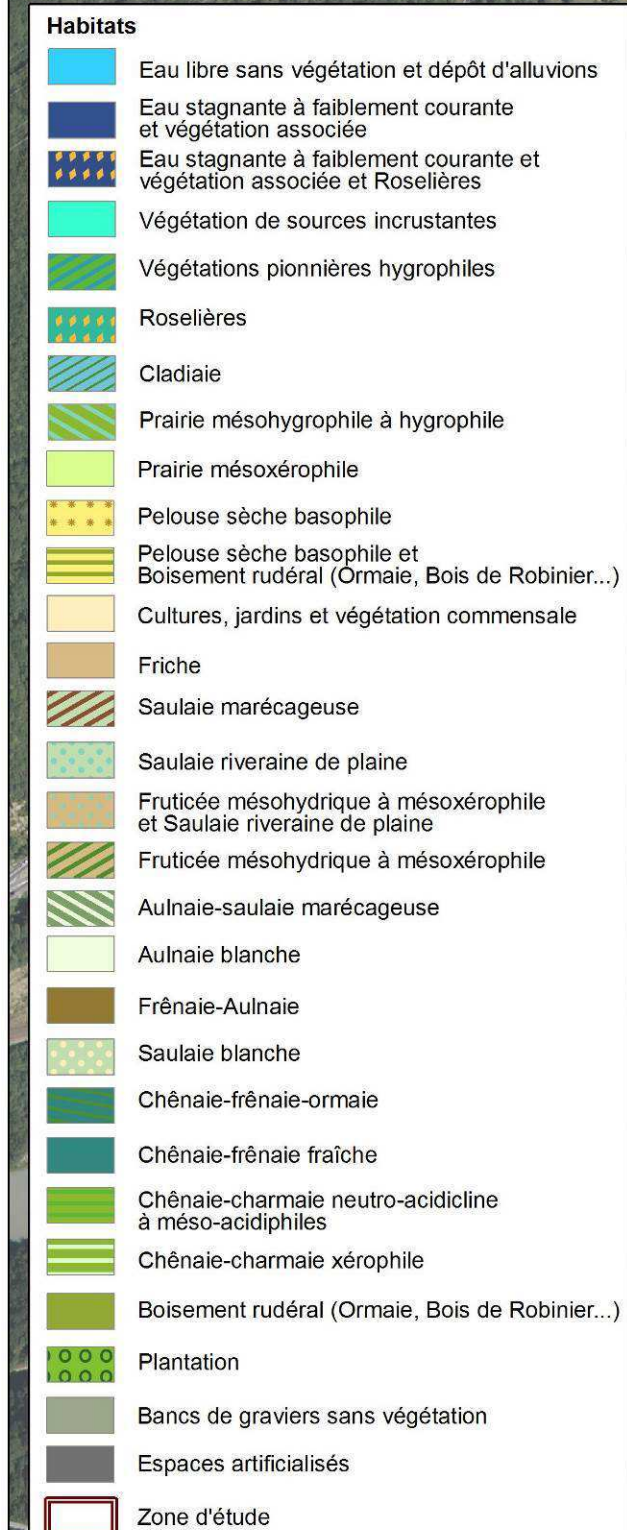 Habitats
Eau libre sans végétation et dépôt d'alluvions
Eau stagnante à faiblement courante
et végétation associée
Eau stagnante à faiblement courante et
végétation associée et Roselières
Végétation de sources incrustantes
Végétations pionnières hygrophiles
Roselières
Cladiaie
Prairie mésohygrophile à hygrophile
Prairie mésoxérophile
Pelouse sèche basophile
Pelouse sèche basophile et
Boisement rudéral (Ormaie, Bois de Robinier...)
Cultures, jardins et végétation commensale
Friche
Saulaie marécageuse
Saulaie riveraine de plaine
Fruticée mésohydrique à mésoxérophile
et Saulaie riveraine de plaine
Fruticée mésohydrique à mésoxérophile
Aulnaie-saulaie marécageuse
Aulnaie blanche
Frênaie-Aulnaie
Saulaie blanche
Chênaie-frênaie-ormaie
Chênaie-frênaie fraîche
Chênaie-charmaie neutro-acidicline
à méso-acidiphiles
Chênaie-charmaie xérophile
Boisement rudéral (Ormaie, Bois de Robinier...)
Plantation
Bancs de graviers sans végétation
Espaces artificialisés
Zone d'étude